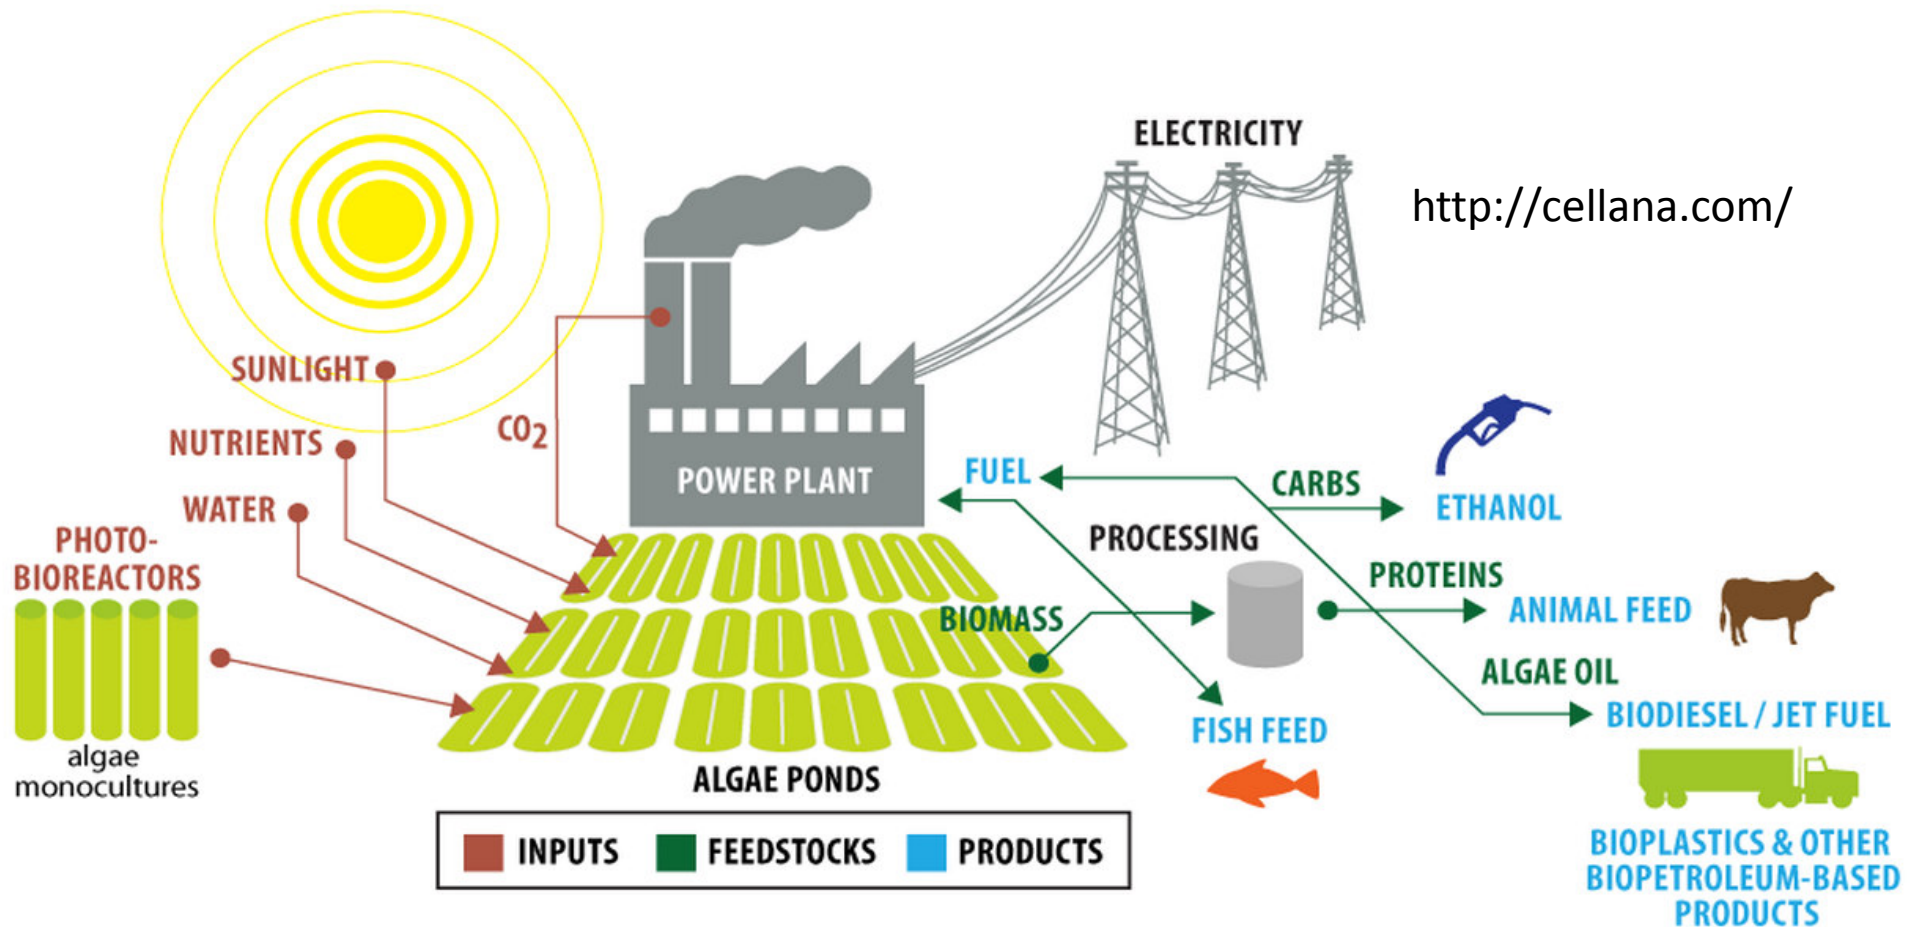 ELECTRICITY
http://cellana.com/
SUNLIGHT
CO2
NUTRIENTS
WATER
PHOTO-
BIOREACTORS
algae
monocultures
POWER PLANT
FUEL
CARBS
ETHANOL
PROCESSING
BIOMASS
PROTEINS
ANIMAL FEED
ALGAE OIL
FISH FEED
BIODIESEL / JET FUEL
ALGAE PONDS
BIOPLASTICS & OTHER
BIOPETROLEUM-BASED
PRODUCTS
INPUTS
FEEDSTOCKS
PRODUCTS